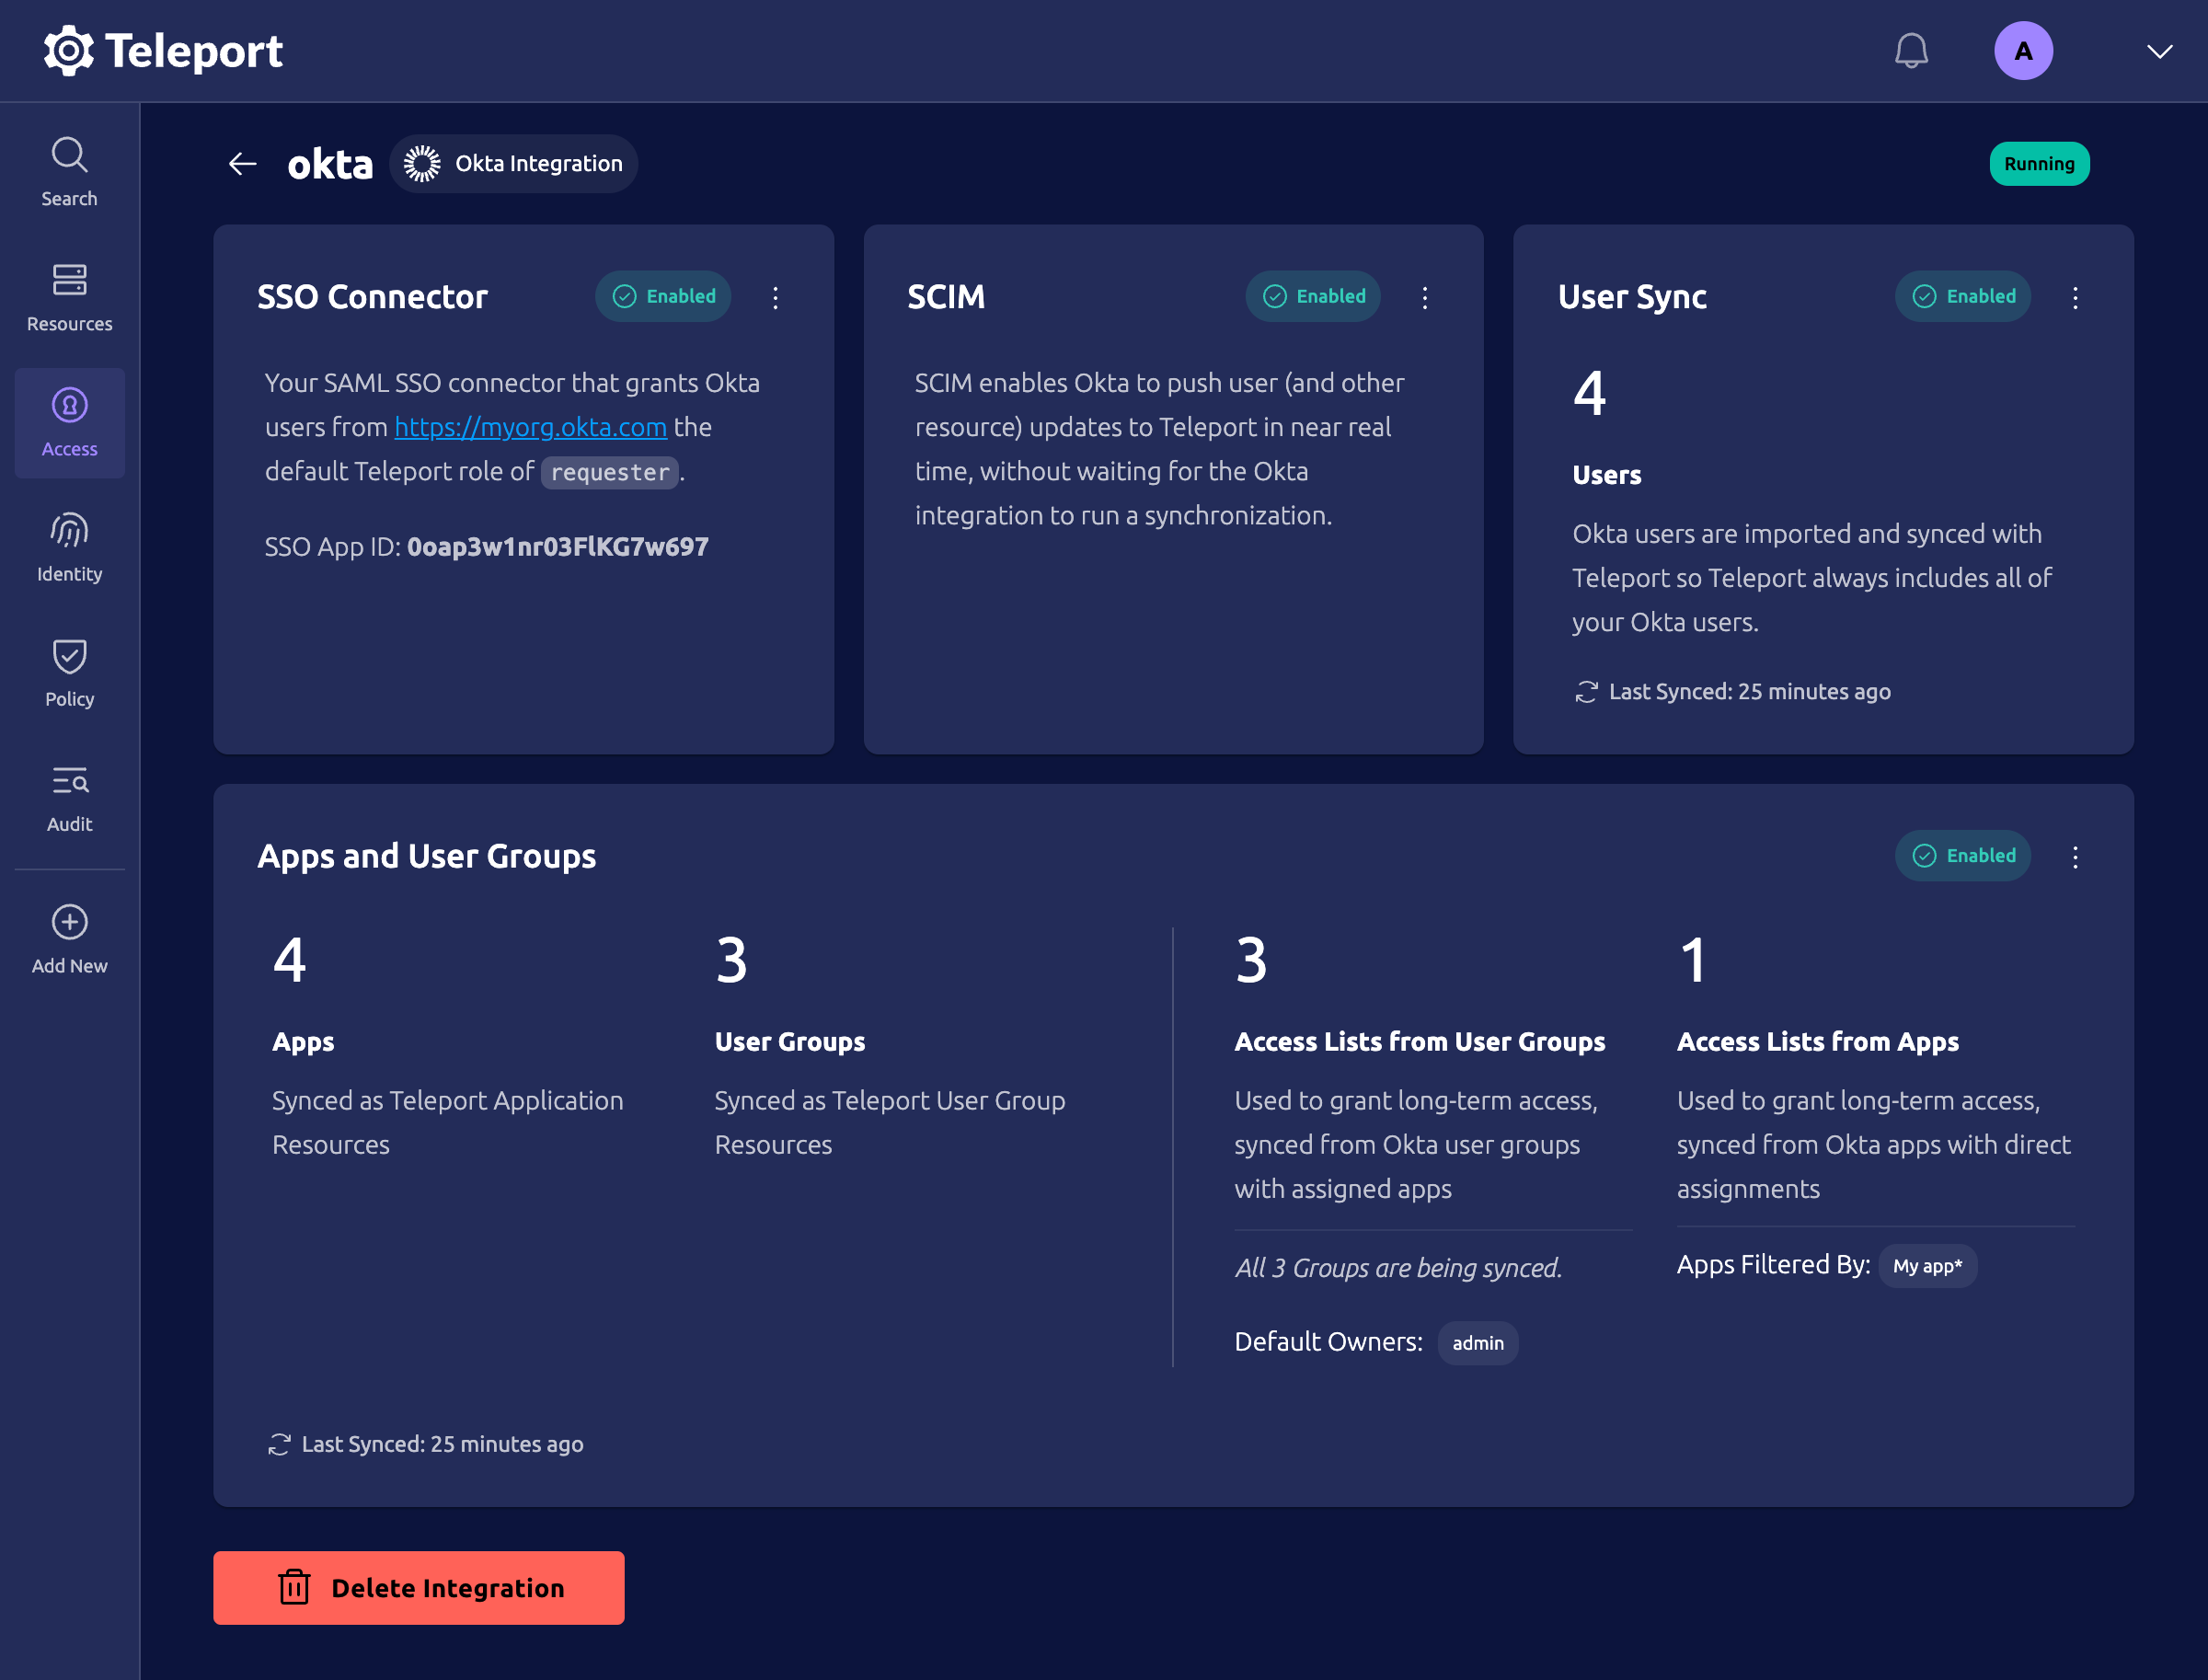 Teleport
A
Search
Resources
Access
Identity
Policy
Audit
Add New
okta
Okta Integration
Running
SSO Connector
Enabled
Your SAML SSO connector that grants Okta
users from https://myorg.okta.com the
default Teleport role of requester.
SSO App ID: 0oap3w1nr03FlKG7w697
SCIM
Enabled
SCIM enables Okta to push user (and other
resource) updates to Teleport in near real
time, without waiting for the Okta
integration to run a synchronization.
User Sync
Enabled
4
Users
Okta users are imported and synced with
Teleport so Teleport always includes all of
your Okta users.
Last Synced: 25 minutes ago
Apps and User Groups
Enabled
4
Apps
Synced as Teleport Application
Resources
3
User Groups
Synced as Teleport User Group
Resources
3
Access Lists from User Groups
Used to grant long-term access,
synced from Okta user groups
with assigned apps
All 3 Groups are being synced.
Default Owners: admin
1
Access Lists from Apps
Used to grant long-term access,
synced from Okta apps with direct
assignments
Apps Filtered By: My app*
Last Synced: 25 minutes ago
Delete Integration